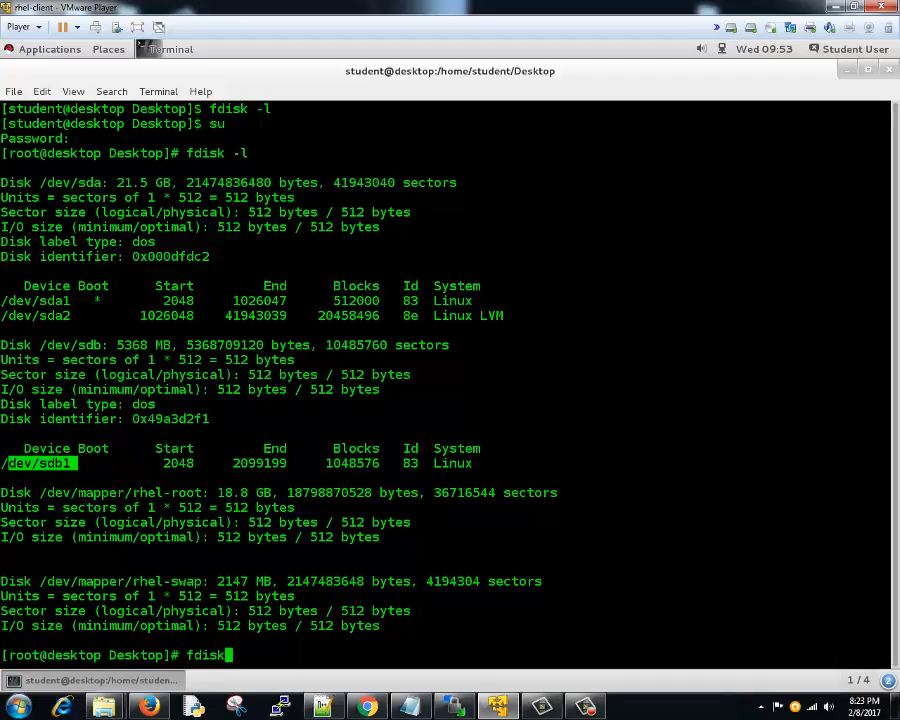 rhel-client - VMware Player
Player
»
Applications Places Terminal Wed 09:53 Student User
student@desktop:/home/student/Desktop
File Edit View Search Terminal Help
[student@desktop Desktop]$ fdisk -l
[student@desktop Desktop]$ su
Password:
[root@desktop Desktop]# fdisk -l
Disk /dev/sda: 21.5 GB, 21474836480 bytes, 41943040 sectors
Units = sectors of 1 * 512 = 512 bytes
Sector size (logical/physical): 512 bytes / 512 bytes
I/O size (minimum/optimal): 512 bytes / 512 bytes
Disk label type: dos
Disk identifier: 0x000dfdc2
Device Boot Start End Blocks Id System
/dev/sda1 * 2048 1026047 512000 83 Linux
/dev/sda2 1026048 41943039 20458496 8e Linux LVM
Disk /dev/sdb: 5368 MB, 5368709120 bytes, 10485760 sectors
Units = sectors of 1 * 512 = 512 bytes
Sector size (logical/physical): 512 bytes / 512 bytes
I/O size (minimum/optimal): 512 bytes / 512 bytes
Disk label type: dos
Disk identifier: 0x49a3d2f1
Device Boot Start End Blocks Id System
/dev/sdb1 2048 2099199 1048576 83 Linux
Disk /dev/mapper/rhel-root: 18.8 GB, 18798870528 bytes, 36716544 sectors
Units = sectors of 1 * 512 = 512 bytes
Sector size (logical/physical): 512 bytes / 512 bytes
I/O size (minimum/optimal): 512 bytes / 512 bytes
Disk /dev/mapper/rhel-swap: 2147 MB, 2147483648 bytes, 4194304 sectors
Units = sectors of 1 * 512 = 512 bytes
Sector size (logical/physical): 512 bytes / 512 bytes
I/O size (minimum/optimal): 512 bytes / 512 bytes
[root@desktop Desktop]# fdisk
student@desktop:/home/studen... 1 / 4 2
8:23 PM
2/8/2017